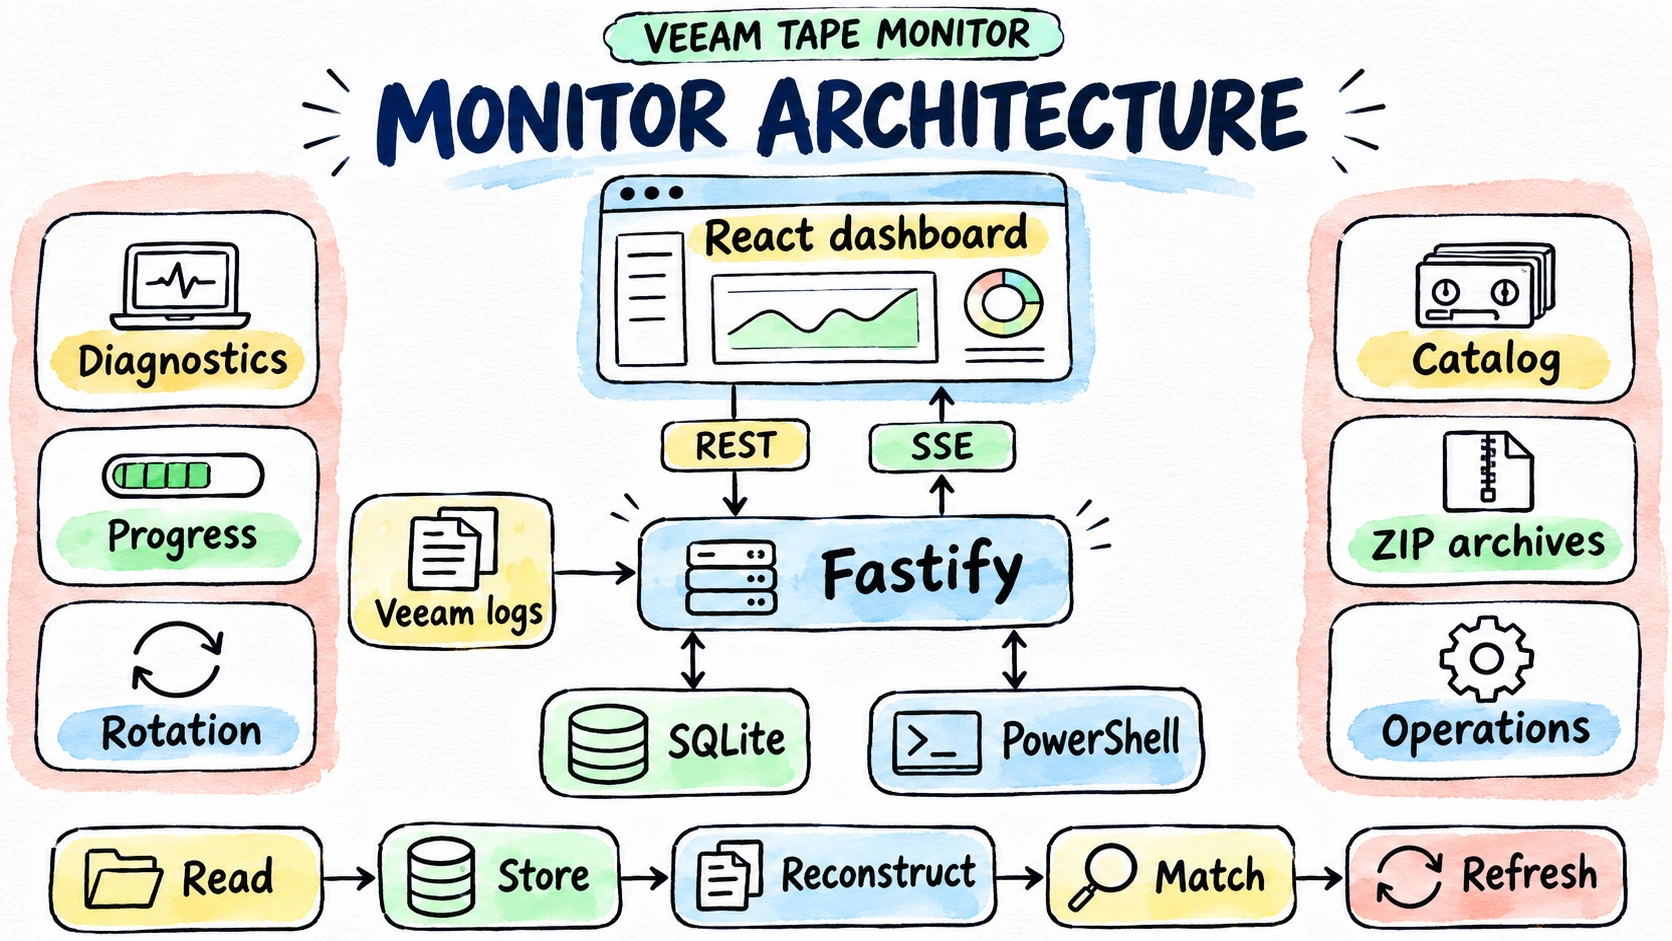 VEEAM TAPE MONITOR
MONITOR ARCHITECTURE
React dashboard
Diagnostics
Progress
Rotation
REST
SSE
Veeam logs
Fastify
SQLite
PowerShell
Catalog
ZIP archives
Operations
Read
Store
Reconstruct
Match
Refresh